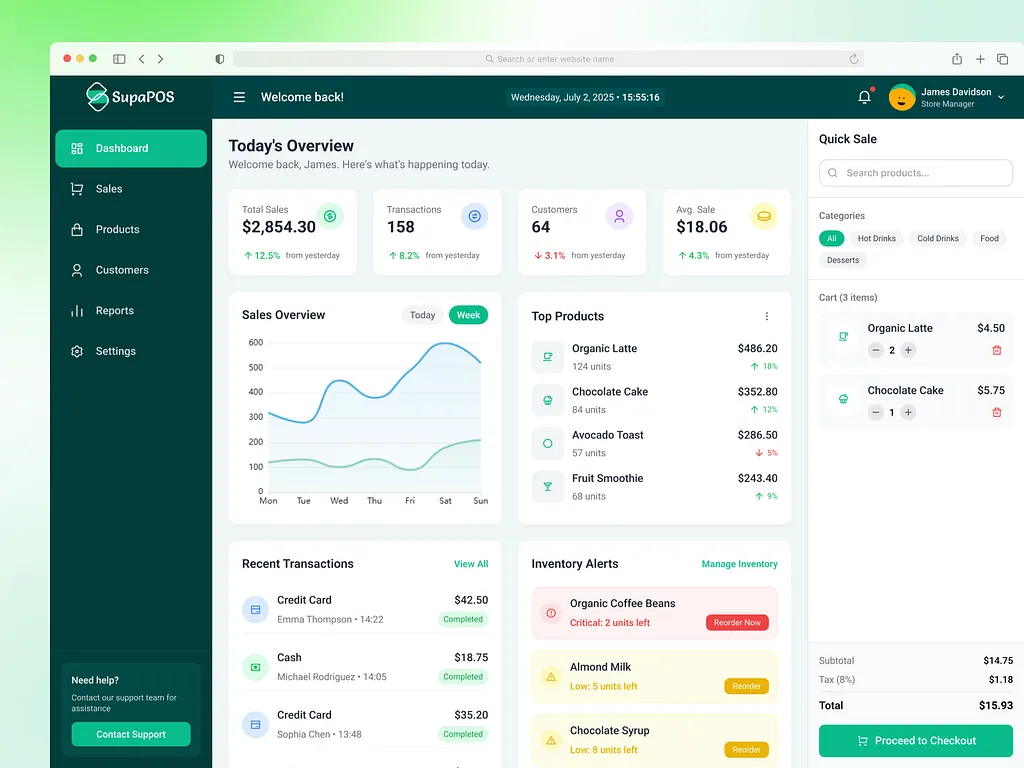 Search or enter website name
SupaPOS
Welcome back!
Wednesday, July 2, 2025 • 15:55:16
James Davidson
Store Manager
Dashboard
Sales
Products
Customers
Reports
Settings
Need help?
Contact our support team for
assistance
Contact Support
Today's Overview
Welcome back, James. Here's what's happening today.
Total Sales
$2,854.30
12.5% from yesterday
Transactions
158
8.2% from yesterday
Customers
64
3.1% from yesterday
Avg. Sale
$18.06
4.3% from yesterday
Sales Overview
Today
Week
600
500
400
300
200
100
0
Mon Tue Wed Thu Fri Sat Sun
Top Products
Organic Latte $486.20
124 units 18%
Chocolate Cake $352.80
84 units 12%
Avocado Toast $286.50
57 units 5%
Fruit Smoothie $243.40
68 units 9%
Recent Transactions View All
Credit Card $42.50
Emma Thompson • 14:22 Completed
Cash $18.75
Michael Rodriguez • 14:05 Completed
Credit Card $35.20
Sophia Chen • 13:48 Completed
Inventory Alerts Manage Inventory
Organic Coffee Beans
Critical: 2 units left Reorder Now
Almond Milk
Low: 5 units left Reorder
Chocolate Syrup
Low: 8 units left Reorder
Quick Sale
Search products...
Categories
All Hot Drinks Cold Drinks Food
Desserts
Cart (3 items)
Organic Latte $4.50
2
Chocolate Cake $5.75
1
Subtotal $14.75
Tax (8%) $1.18
Total $15.93
Proceed to Checkout